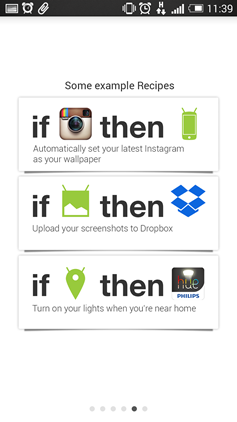 11:39
Some example Recipes
if then
Automatically set your latest Instagram
as your wallpaper
if then
Upload your screenshots to Dropbox
if then
hue
PHILIPS
Turn on your lights when you're near home